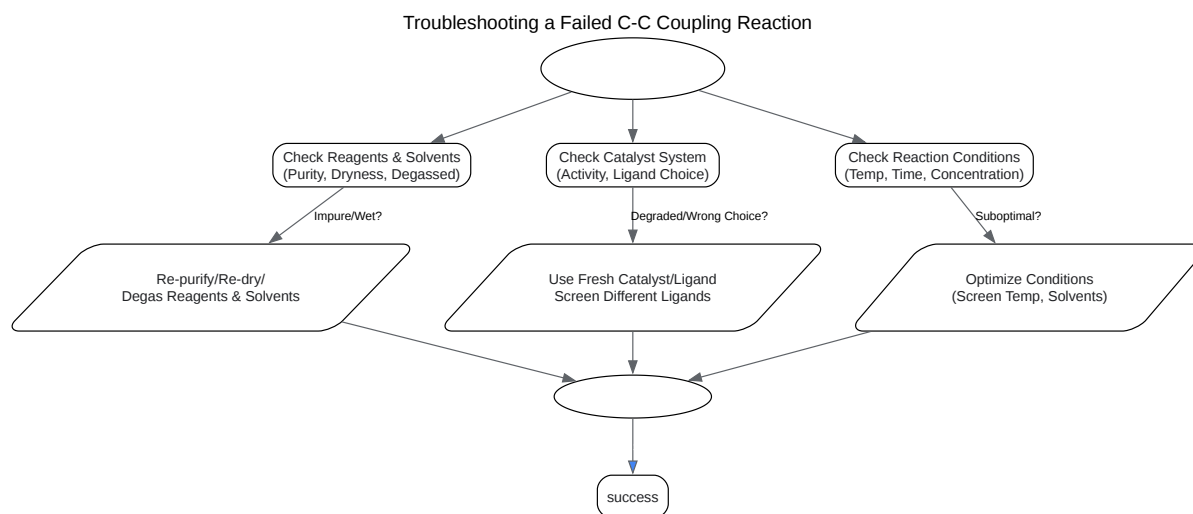 Troubleshooting a Failed C-C Coupling Reaction
Check Reagents & Solvents
(Purity, Dryness, Degassed)
Check Catalyst System
(Activity, Ligand Choice)
Check Reaction Conditions
(Temp, Time, Concentration)
Impure/Wet?
Degraded/Wrong Choice?
Suboptimal?
Re-purify/Re-dry/
Degas Reagents & Solvents
Use Fresh Catalyst/Ligand
Screen Different Ligands
Optimize Conditions
(Screen Temp, Solvents)
success